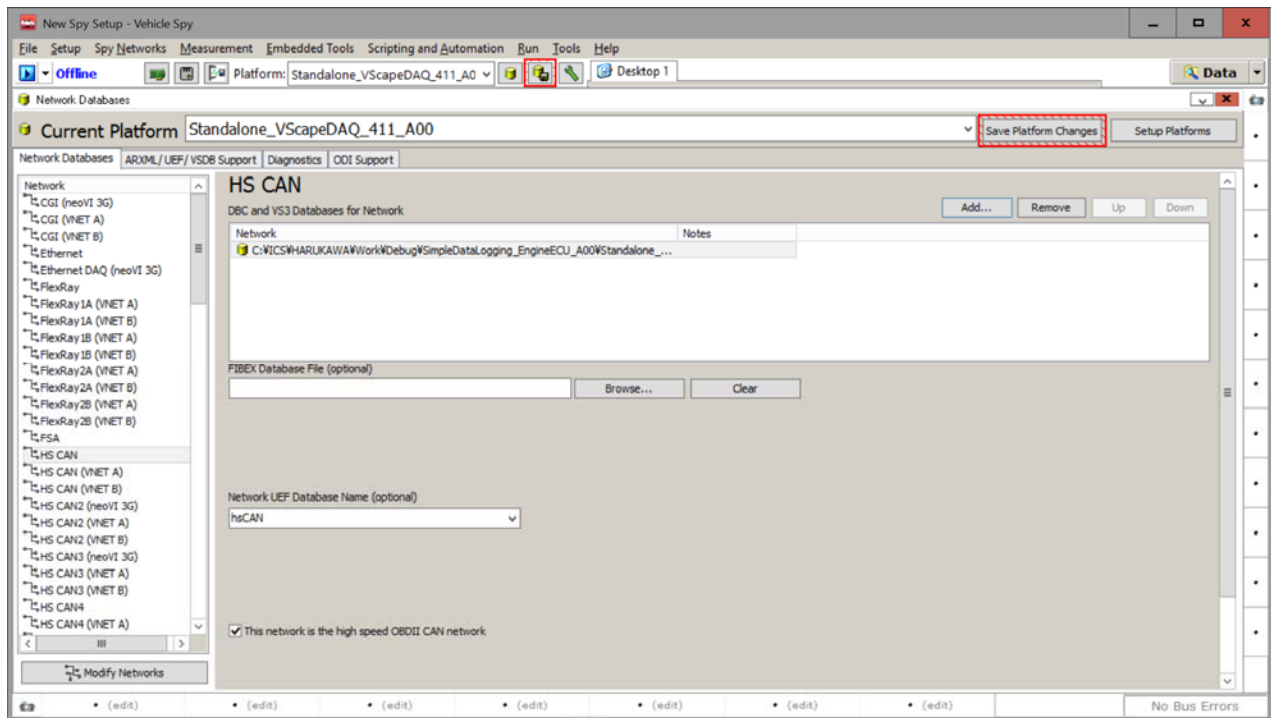 New Spy Setup - Vehicle Spy
File Setup Spy Networks Measurement Embedded Tools Scripting and Automation Run Tools Help
Offline Platform: Standalone_VScapeDAQ_411_A0 Desktop 1 Data
Network Databases
Current Platform Standalone_VScapeDAQ_411_A00 Save Platform Changes Setup Platforms
Network Databases ARXML/UEF/VSDB Support Diagnostics ODI Support
Network
CGI (neoVI 3G)
CGI (VNET A)
CGI (VNET B)
Ethernet
Ethernet DAQ (neoVI 3G)
FlexRay
FlexRay1A (VNET A)
FlexRay1A (VNET B)
FlexRay1B (VNET A)
FlexRay1B (VNET B)
FlexRay2A (VNET A)
FlexRay2A (VNET B)
FlexRay2B (VNET A)
FlexRay2B (VNET B)
FSA
HS CAN
HS CAN (VNET A)
HS CAN (VNET B)
HS CAN2 (neoVI 3G)
HS CAN2 (VNET A)
HS CAN2 (VNET B)
HS CAN3 (neoVI 3G)
HS CAN3 (VNET A)
HS CAN3 (VNET B)
HS CAN4
HS CAN4 (VNET A)
Modify Networks
HS CAN
DBC and VS3 Databases for Network
Add... Remove Up Down
Network Notes
C:¥ICS¥HARUKAWA¥Work¥Debug¥SimpleDataLogging_EngineECU_A00¥Standalone_...
FIBEX Database File (optional)
Browse... Clear
Network UEF Database Name (optional)
hsCAN
This network is the high speed OBDII CAN network
• (edit) • (edit) • (edit) • (edit) • (edit) • (edit) • (edit) No Bus Errors